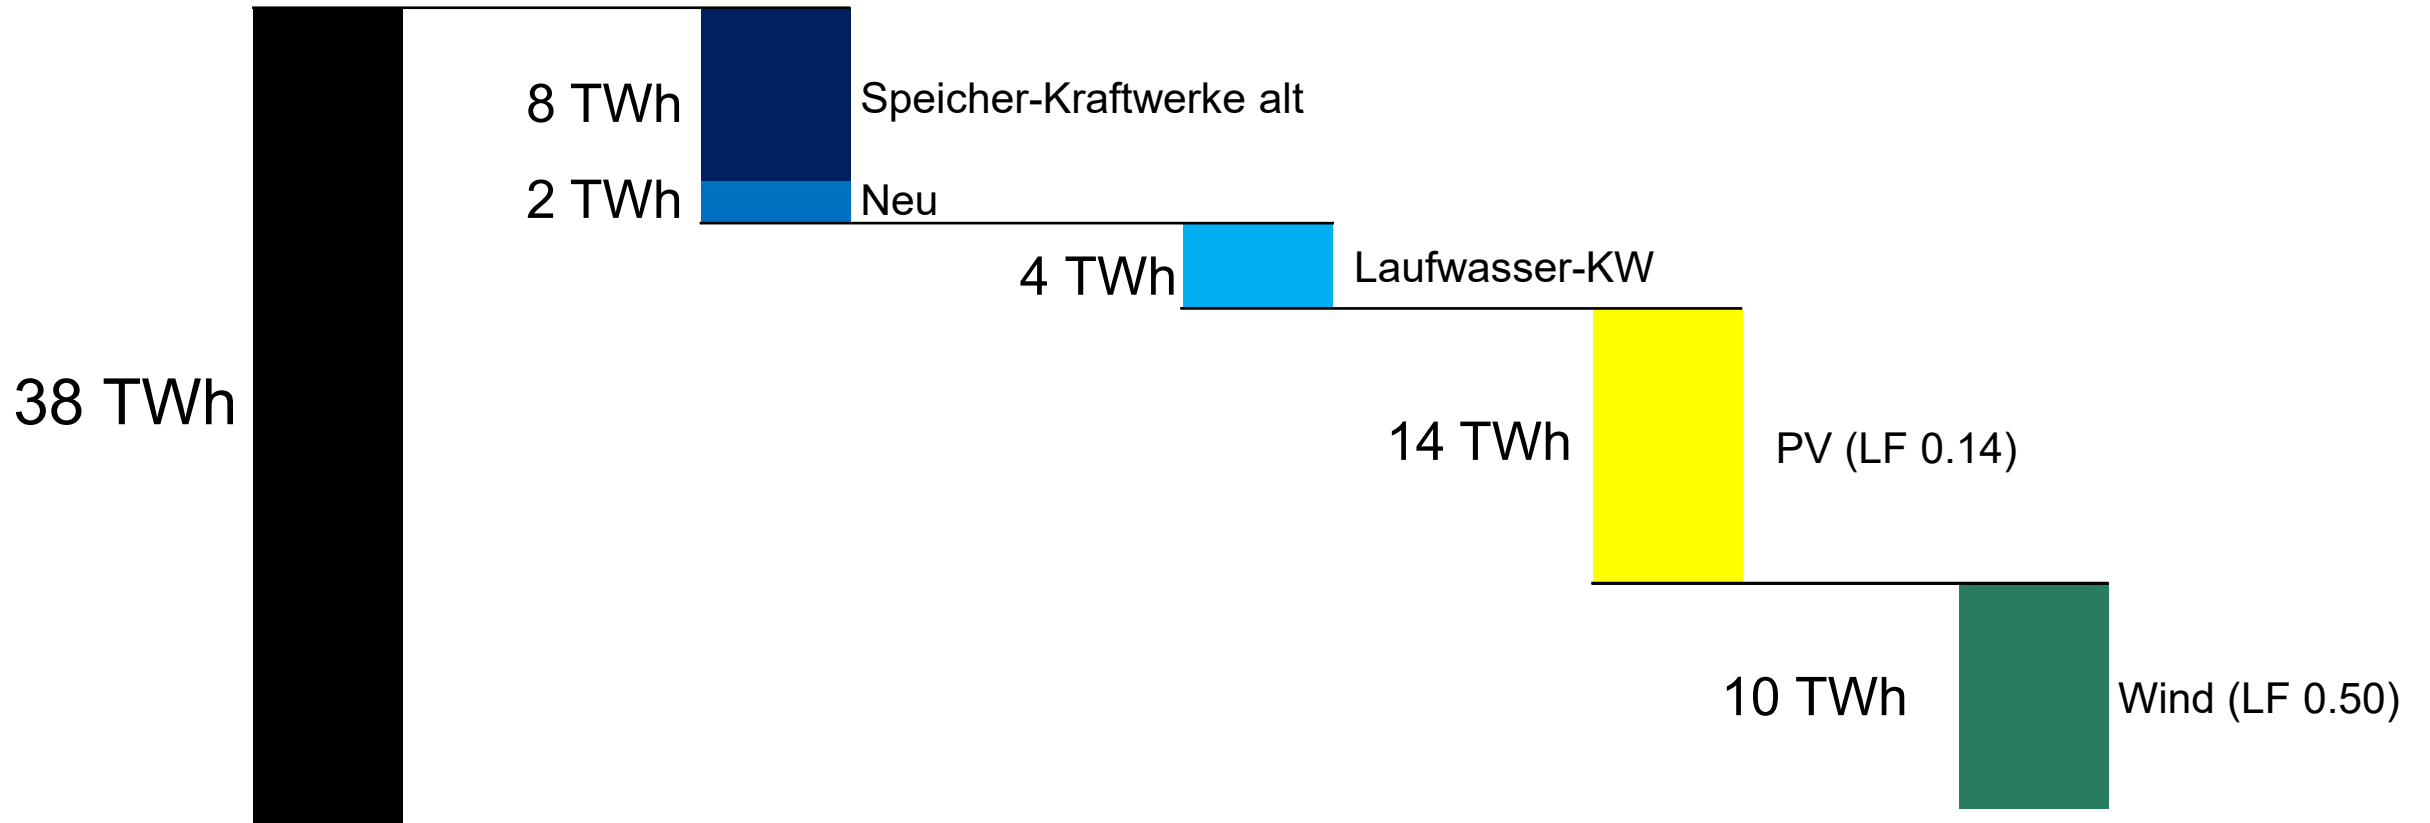 8 TWh Speicher-Kraftwerke alt
2 TWh Neu
4 TWh Laufwasser-KW
38 TWh
14 TWh PV (LF 0.14)
10 TWh Wind (LF 0.50)